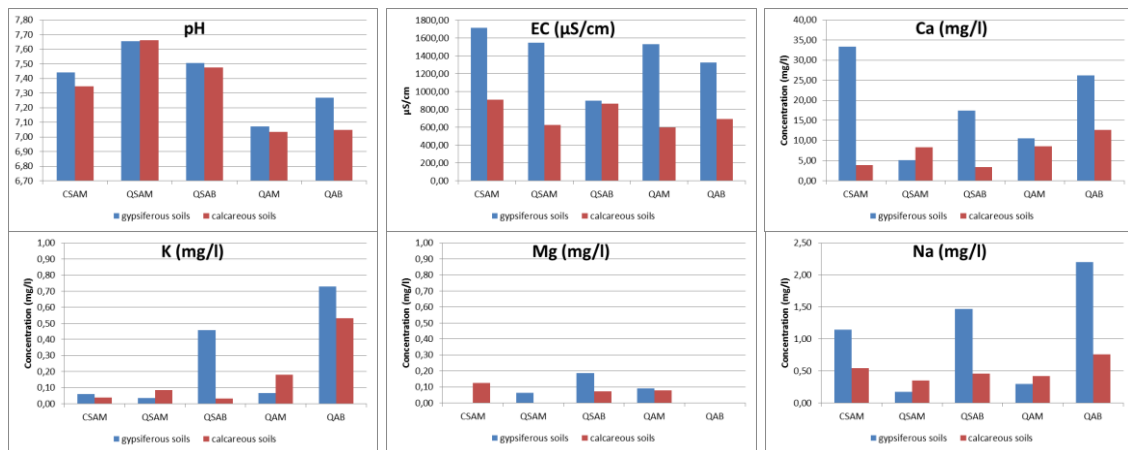 pH
7,80
7,70
7,60
7,50
7,40
7,30
7,20
7,10
7,00
6,90
6,80
6,70
CSAM QSAM QSAB QAM QAB
gypsiferous soils calcareous soils
EC (µS/cm)
µS/cm
1800,00
1600,00
1400,00
1200,00
1000,00
800,00
600,00
400,00
200,00
0,00
CSAM QSAM QSAB QAM QAB
gypsiferous soils calcareous soils
Ca (mg/l)
Concentration (mg/l)
40,00
35,00
30,00
25,00
20,00
15,00
10,00
5,00
0,00
CSAM QSAM QSAB QAM QAB
gypsiferous soils calcareous soils
K (mg/l)
Concentration (mg/l)
1,00
0,90
0,80
0,70
0,60
0,50
0,40
0,30
0,20
0,10
0,00
CSAM QSAM QSAB QAM QAB
gypsiferous soils calcareous soils
Mg (mg/l)
Concentration (mg/l)
1,00
0,90
0,80
0,70
0,60
0,50
0,40
0,30
0,20
0,10
0,00
CSAM QSAM QSAB QAM QAB
gypsiferous soils calcareous soils
Na (mg/l)
Concentration (mg/l)
2,50
2,00
1,50
1,00
0,50
0,00
CSAM QSAM QSAB QAM QAB
gypsiferous soils calcareous soils